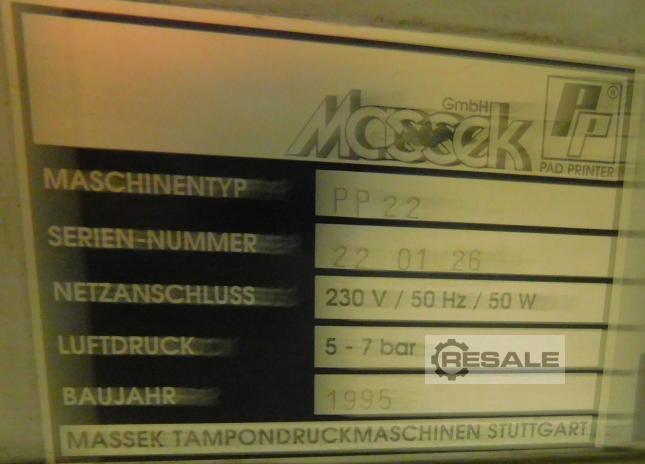 Massek GmbH
PP ®
PAD PRINTER
MASCHINENTYP PP 22
SERIEN-NUMMER 22 01 26
NETZANSCHLUSS 230 V / 50 Hz / 50 W
LUFTDRUCK 5 - 7 bar
RESALE
BAUJAHR 1995
MASSEK TAMPONDRUCKMASCHINEN STUTTGART